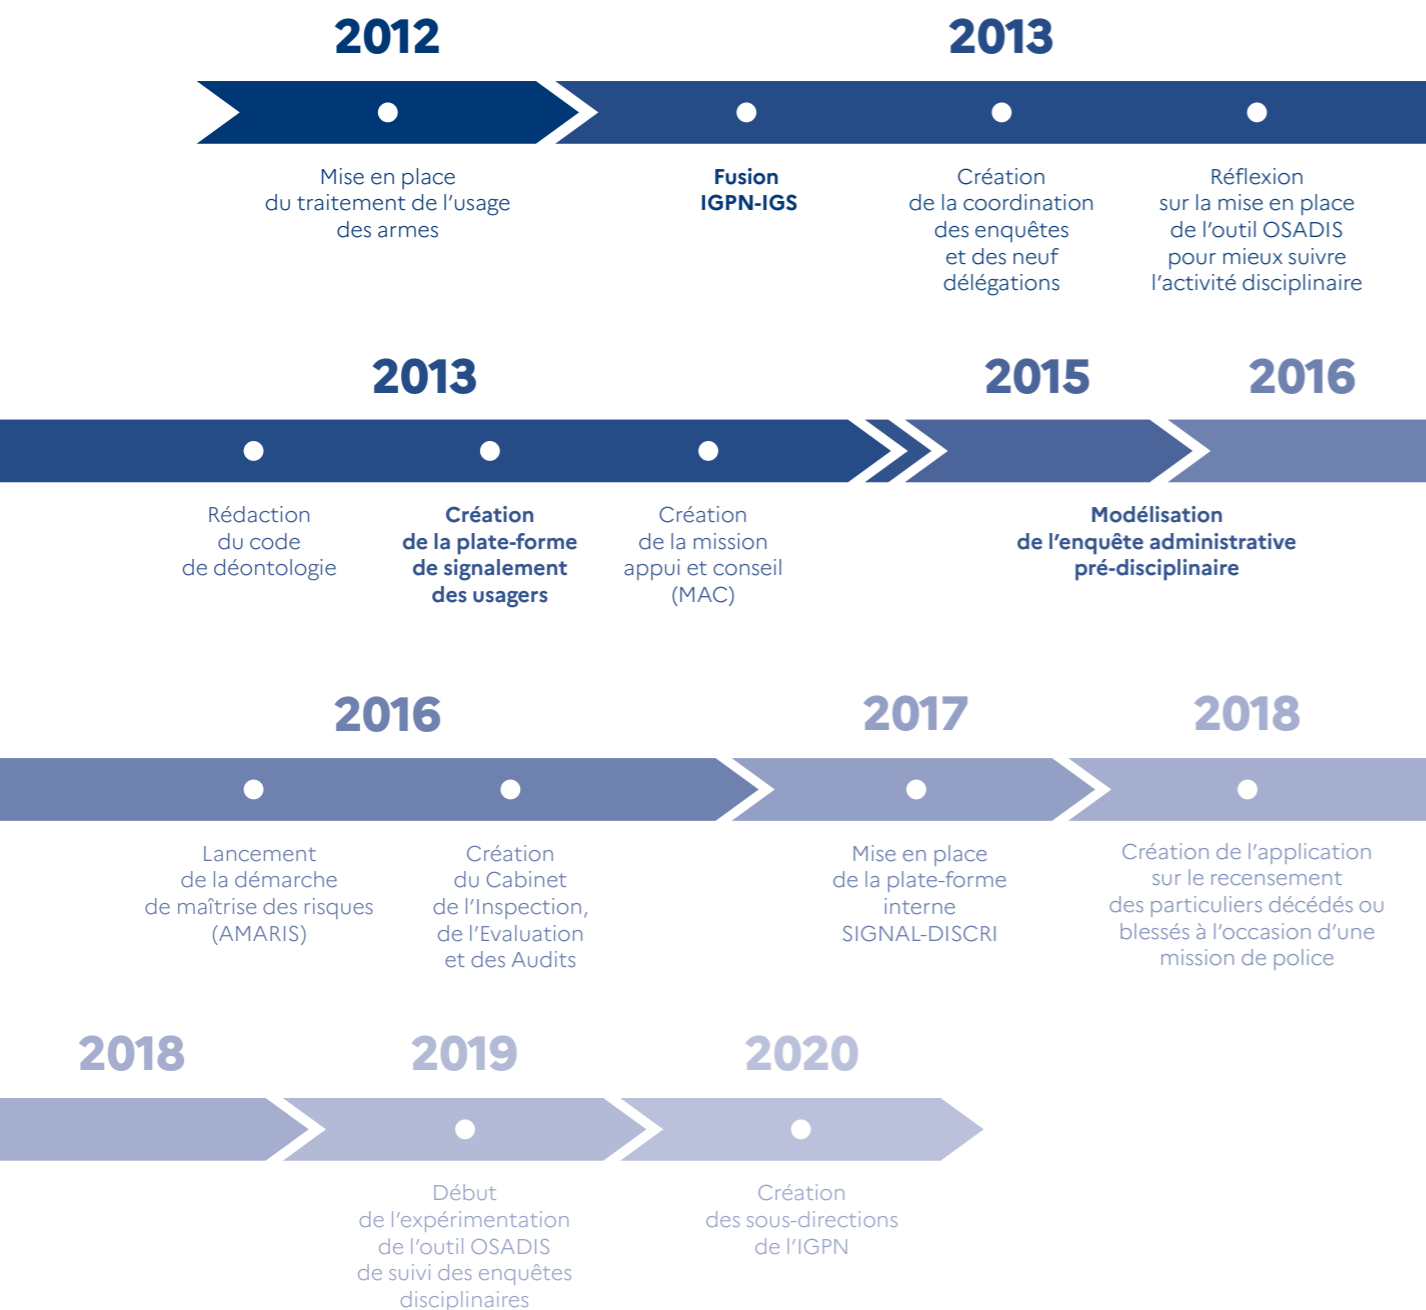 2012
2013
Mise en place
du traitement de l'usage
des armes
Fusion
IGPN-IGS
Création
de la coordination
des enquêtes
et des neuf
délégations
Réflexion
sur la mise en place
de l'outil OSADIS
pour mieux suivre
l'activité disciplinaire
2013
2015
2016
Rédaction
du code
de déontologie
Création
de la plate-forme
de signalement
des usagers
Création
de la mission
appui et conseil
(MAC)
Modélisation
de l'enquête administrative
pré-disciplinaire
2016
2017
2018
Lancement
de la démarche
de maîtrise des risques
(AMARIS)
Création
du Cabinet
de l'Inspection,
de l'Evaluation
et des Audits
Mise en place
de la plate-forme
interne
SIGNAL-DISCRI
Création de l'application
sur le recensement
des particuliers décédés ou
blessés à l'occasion d'une
mission de police
2018
2019
2020
Début
de l'expérimentation
de l'outil OSADIS
de suivi des enquêtes
disciplinaires
Création
des sous-directions
de l'IGPN